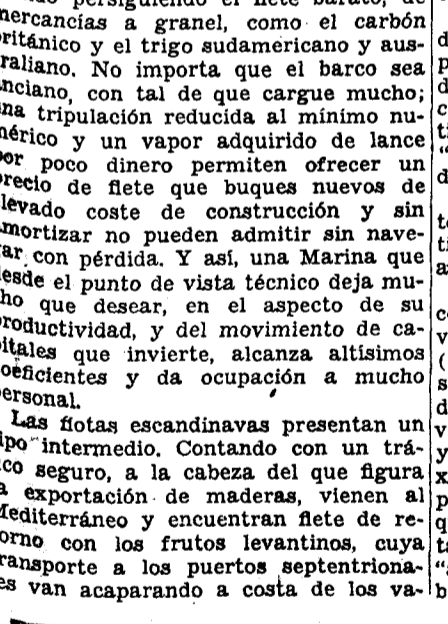 persiguiendo el flete barato, de
mercancías a granel, como el carbón
británico y el trigo sudamericano y aus-
traliano. No importa que el barco sea
anciano, con tal de que cargue mucho;
una tripulación reducida al mínimo nu-
mérico y un vapor adquirido de lance
por poco dinero permiten ofrecer un
precio de flete que buques nuevos de
elevado coste de construcción y sin
amortizar no pueden admitir sin nave-
gar con pérdida. Y así, una Marina que
desde el punto de vista técnico deja mu-
cho que desear, en el aspecto de su
productividad, y del movimiento de ca-
pitales que invierte, alcanza altísimos
coeficientes y da ocupación a mucho
personal.
Las flotas escandinavas presentan un
tipo intermedio. Contando con un trá-
fico seguro, a la cabeza del que figura
la exportación de maderas, vienen al
Mediterráneo y encuentran flete de re-
torno con los frutos levantinos, cuya
transporte a los puertos septentriona-
les van acaparando a costa de los va-